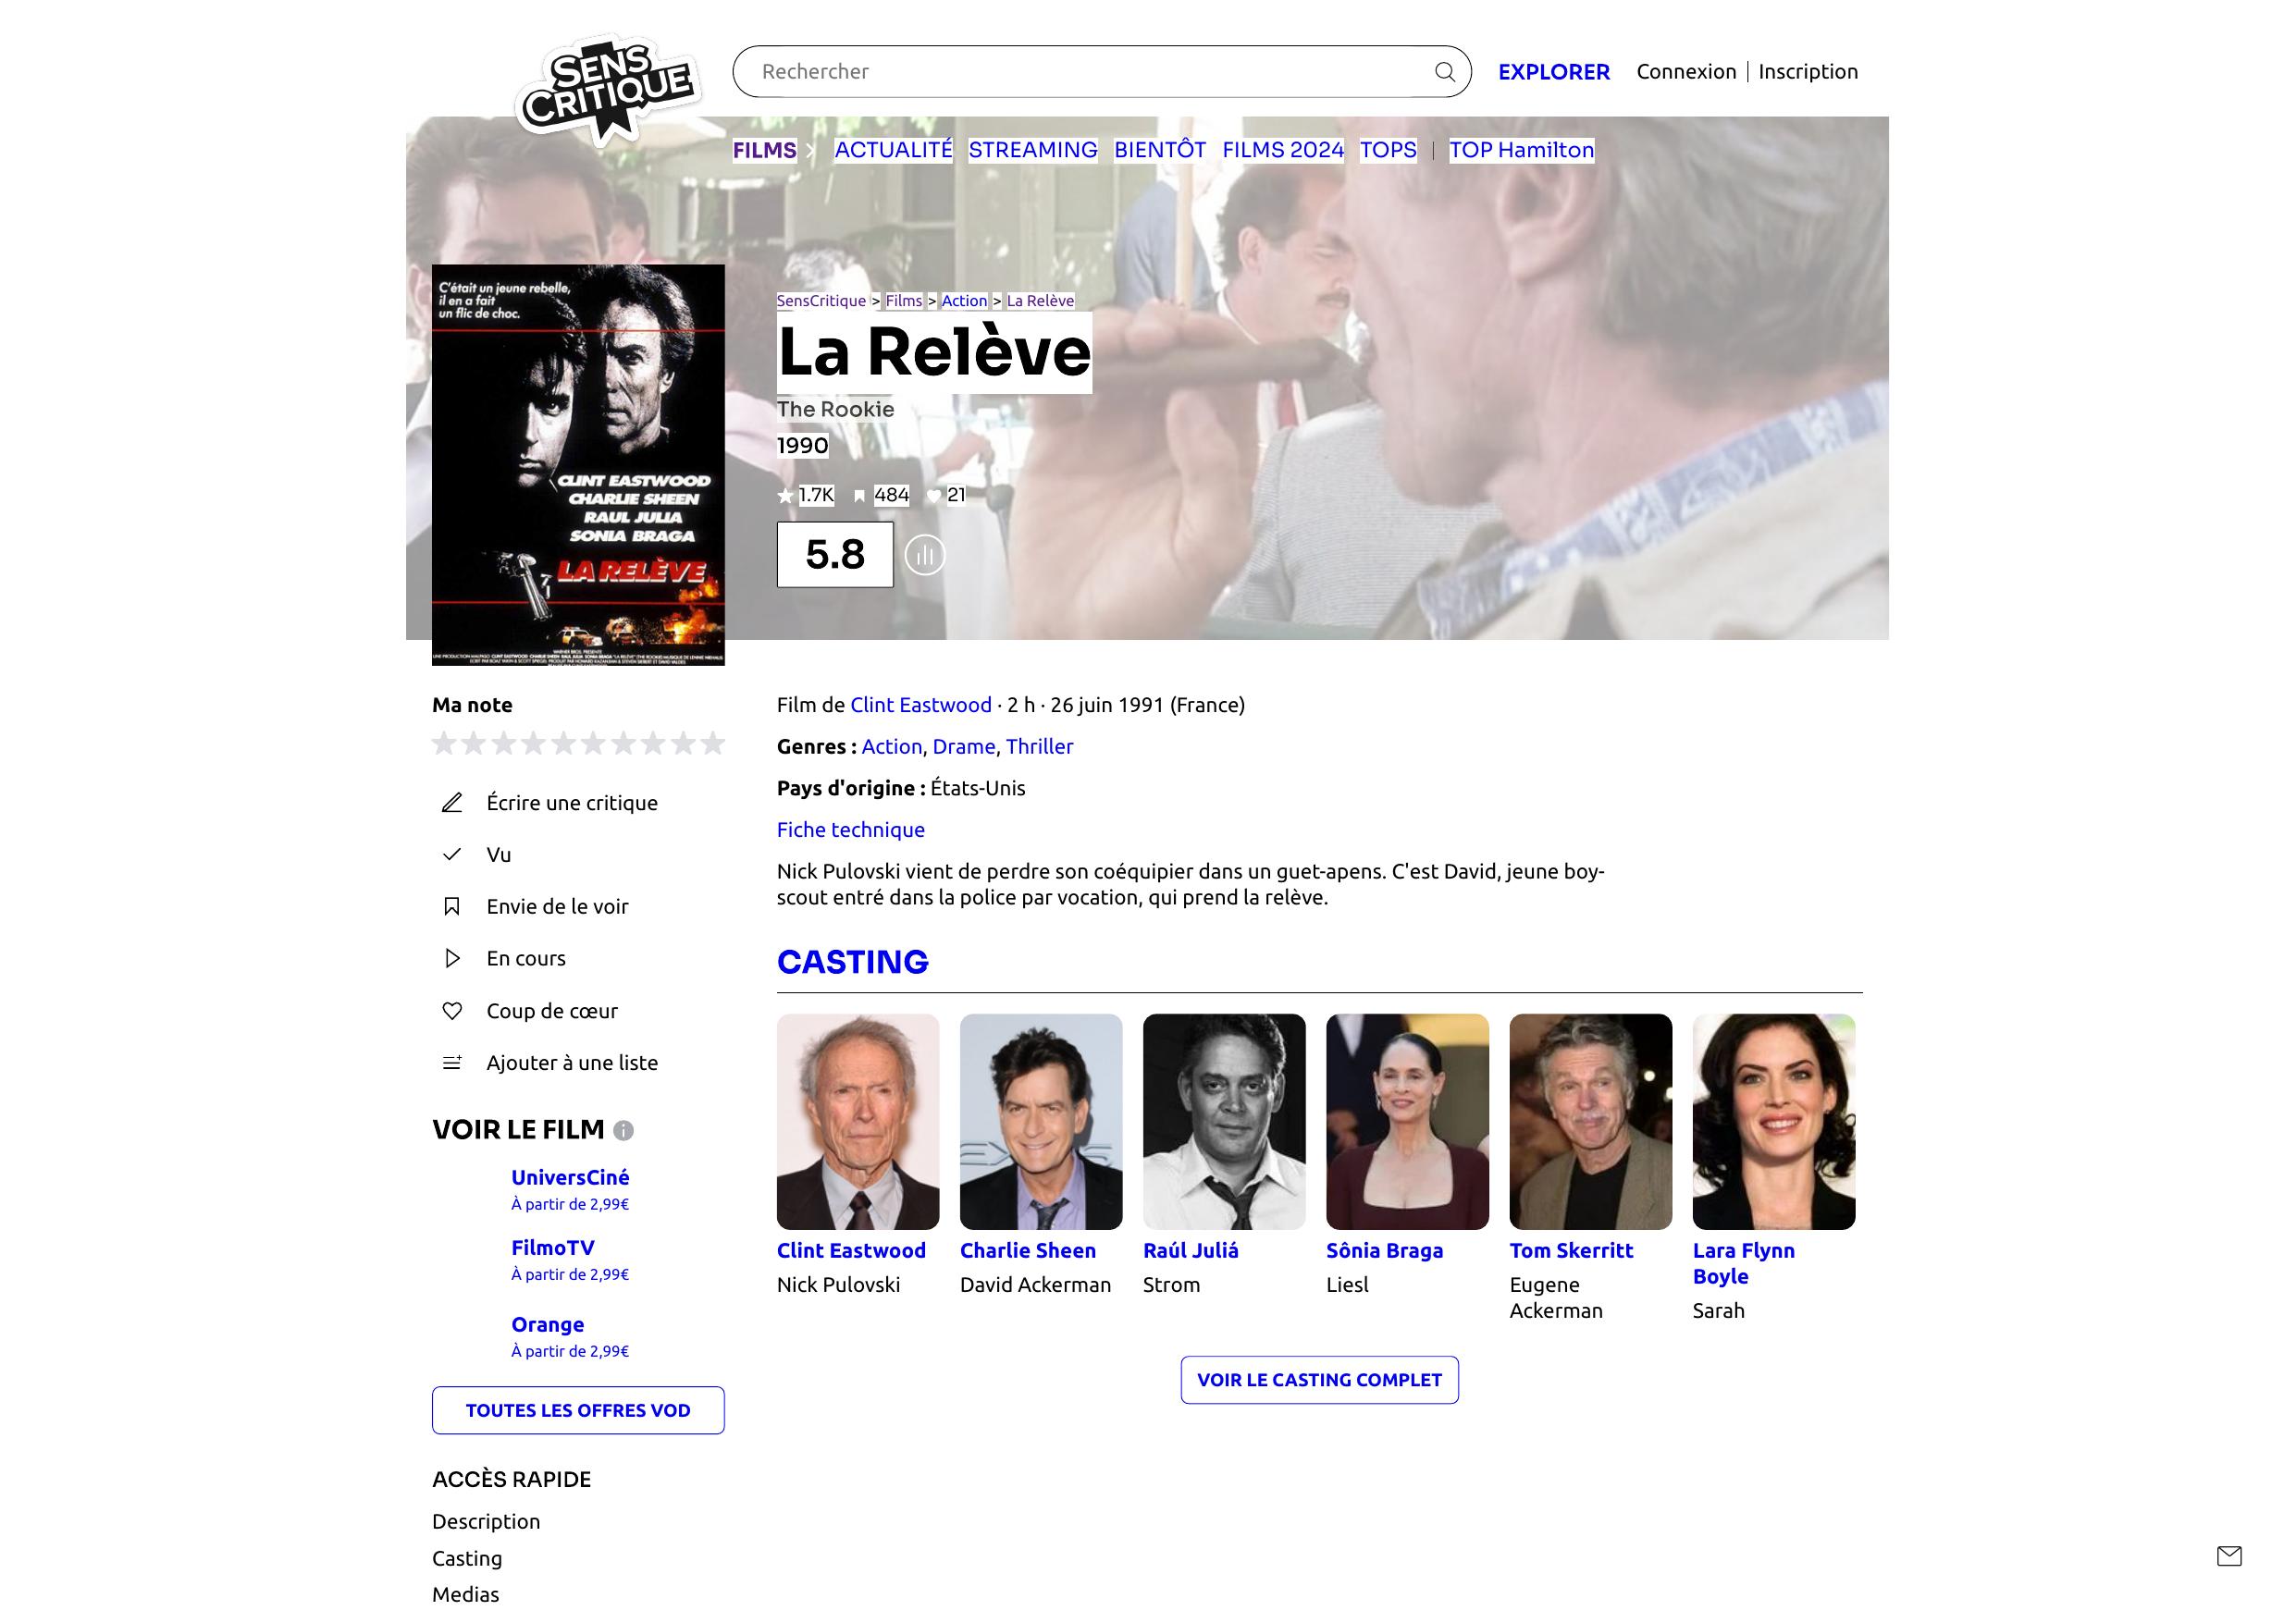 SENS
CRITIQUE
Rechercher
EXPLORER
Connexion | Inscription
FILMS > ACTUALITÉ STREAMING BIENTÔT FILMS 2024 TOPS | TOP Hamilton
C'était un jeune rebelle,
il en a fait
un flic de choc.
CLINT EASTWOOD
CHARLIE SHEEN
RAUL JULIA
SONIA BRAGA
LA RELÈVE
SensCritique > Films > Action > La Relève
La Relève
The Rookie
1990
1.7K 484 21
5.8
Ma note
Écrire une critique
Vu
Envie de le voir
En cours
Coup de cœur
Ajouter à une liste
VOIR LE FILM
UniversCiné
À partir de 2,99€
FilmoTV
À partir de 2,99€
Orange
À partir de 2,99€
TOUTES LES OFFRES VOD
ACCÈS RAPIDE
Description
Casting
Medias
Film de Clint Eastwood · 2 h · 26 juin 1991 (France)
Genres : Action, Drame, Thriller
Pays d'origine : États-Unis
Fiche technique
Nick Pulovski vient de perdre son coéquipier dans un guet-apens. C'est David, jeune boy-
scout entré dans la police par vocation, qui prend la relève.
CASTING
Clint Eastwood
Nick Pulovski
Charlie Sheen
David Ackerman
Raúl Juliá
Strom
Sônia Braga
Liesl
Tom Skerritt
Eugene
Ackerman
Lara Flynn
Boyle
Sarah
VOIR LE CASTING COMPLET